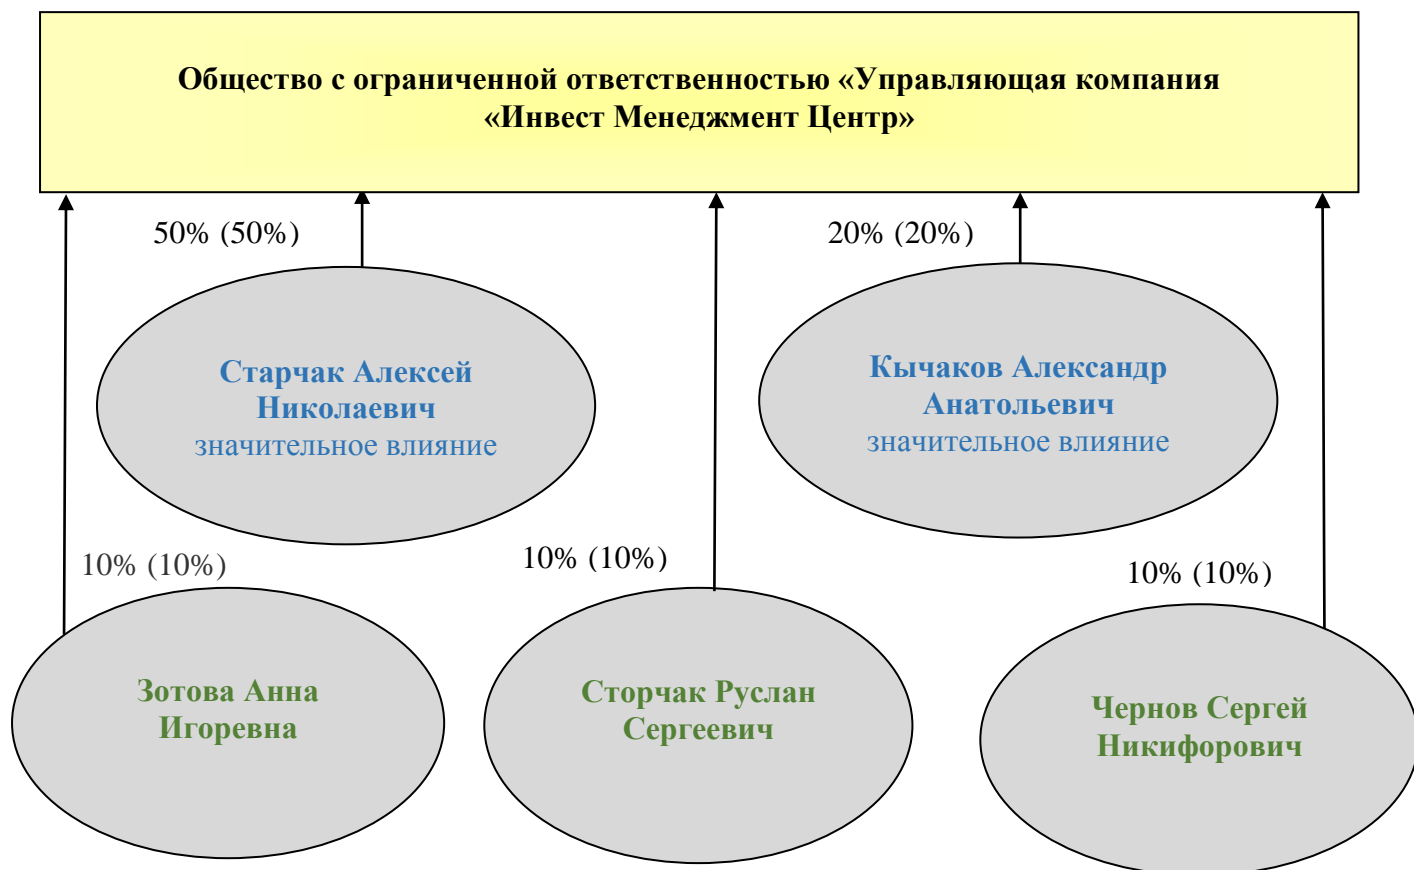 Общество с ограниченной ответственностью «Управляющая компания
«Инвест Менеджмент Центр»
50% (50%)
20% (20%)
Старчак Алексей
Николаевич
значительное влияние
Кычаков Александр
Анатольевич
значительное влияние
10% (10%)
10% (10%)
10% (10%)
Зотова Анна
Игоревна
Сторчак Руслан
Сергеевич
Чернов Сергей
Никифорович